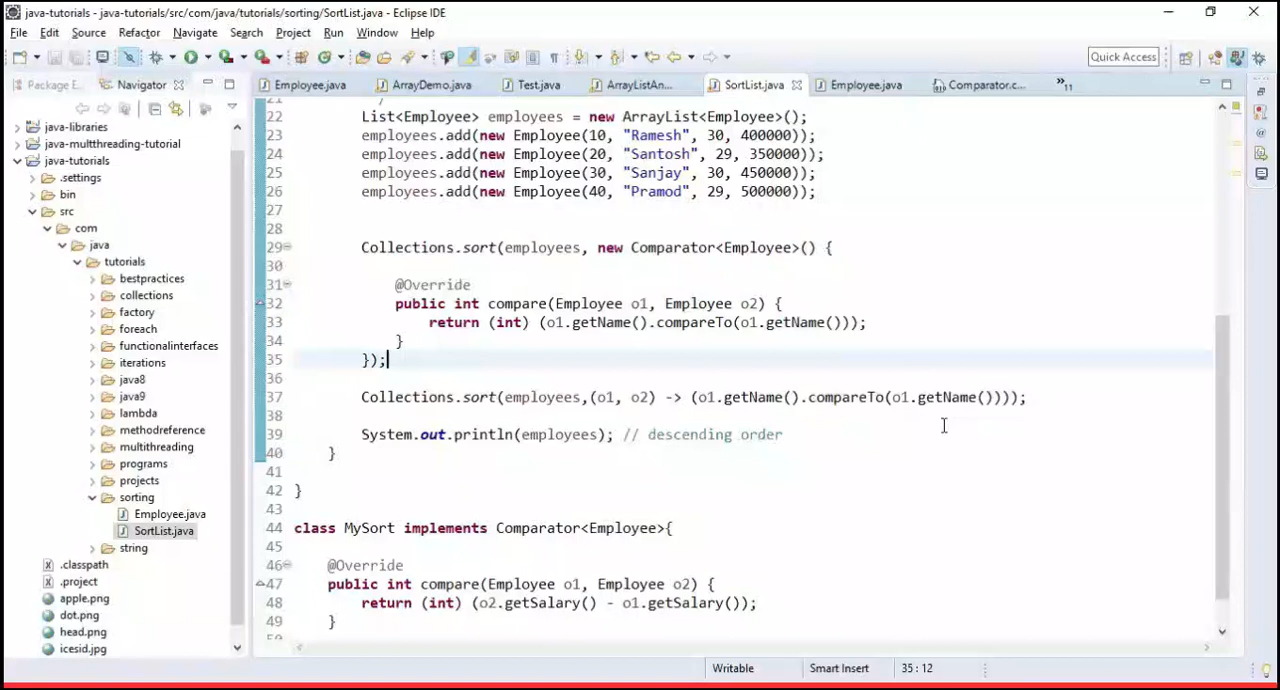 java-tutorials - java-tutorials/src/com/java/tutorials/sorting/SortList.java - Eclipse IDE
File Edit Source Refactor Navigate Search Project Run Window Help
Quick Access
Package E Navigator
Employee.java ArrayDemo.java Test.java ArrayListAn... SortList.java Employee.java Comparator.c... »11
java-libraries
java-multtthreading-tutorial
java-tutorials
.settings
bin
src
com
java
tutorials
bestpractices
collections
factory
foreach
functionalinterfaces
iterations
java8
java9
lambda
methodreference
multithreading
programs
projects
sorting
Employee.java
SortList.java
string
.classpath
.project
apple.png
dot.png
head.png
icesid.jpg
21 /
22 List<Employee> employees = new ArrayList<Employee>();
23 employees.add(new Employee(10, "Ramesh", 30, 400000));
24 employees.add(new Employee(20, "Santosh", 29, 350000));
25 employees.add(new Employee(30, "Sanjay", 30, 450000));
26 employees.add(new Employee(40, "Pramod", 29, 500000));
27
28
29 Collections.sort(employees, new Comparator<Employee>() {
30
31 @Override
32 public int compare(Employee o1, Employee o2) {
33 return (int) (o1.getName().compareTo(o1.getName()));
34 }
35 });
36
37 Collections.sort(employees,(o1, o2) -> (o1.getName().compareTo(o1.getName())));
38
39 System.out.println(employees); // descending order
40 }
41
42 }
43
44 class MySort implements Comparator<Employee>{
45
46 @Override
47 public int compare(Employee o1, Employee o2) {
48 return (int) (o2.getSalary() - o1.getSalary());
49 }
50
Writable Smart Insert 35 : 12